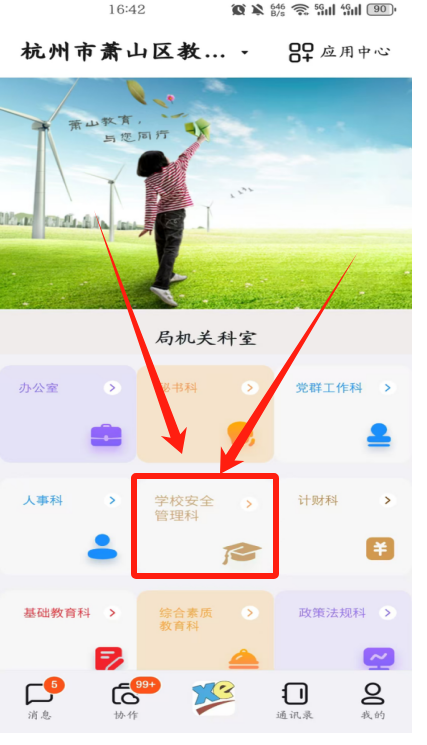 16:42
646 B/s 5G 4G 90
杭州市萧山区教... 应用中心
萧山教育，
与您同行
局机关科室
办公室
秘书科
党群工作科
人事科
学校安全
管理科
计财科
基础教育科
综合素质
教育科
政策法规科
5
99+
消息
协作
xe
通讯录
我的